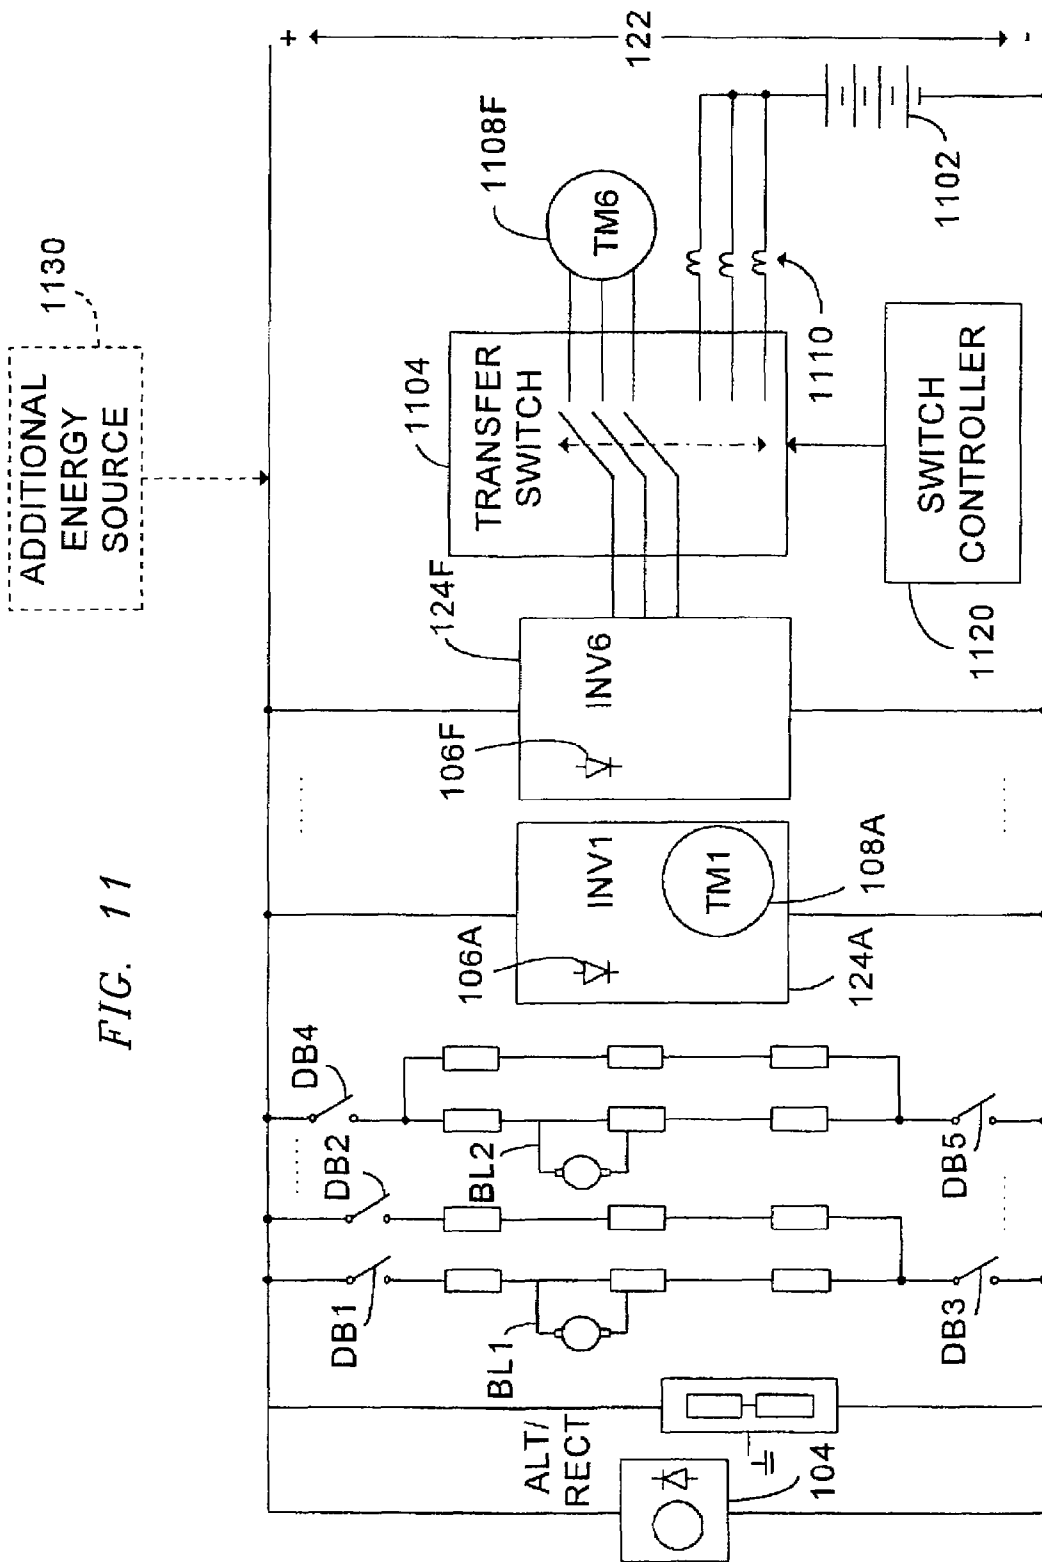 FIG. 11
ADDITIONAL
ENERGY
SOURCE
1130
+
122
-
1108F
TM6
1104
TRANSFER
SWITCH
1110
1102
SWITCH
CONTROLLER
1120
124F
INV6
106F
INV1
106A
TM1
108A
124A
DB4
DB2
DB1
BL2
BL1
DB5
DB3
ALT/
RECT
104